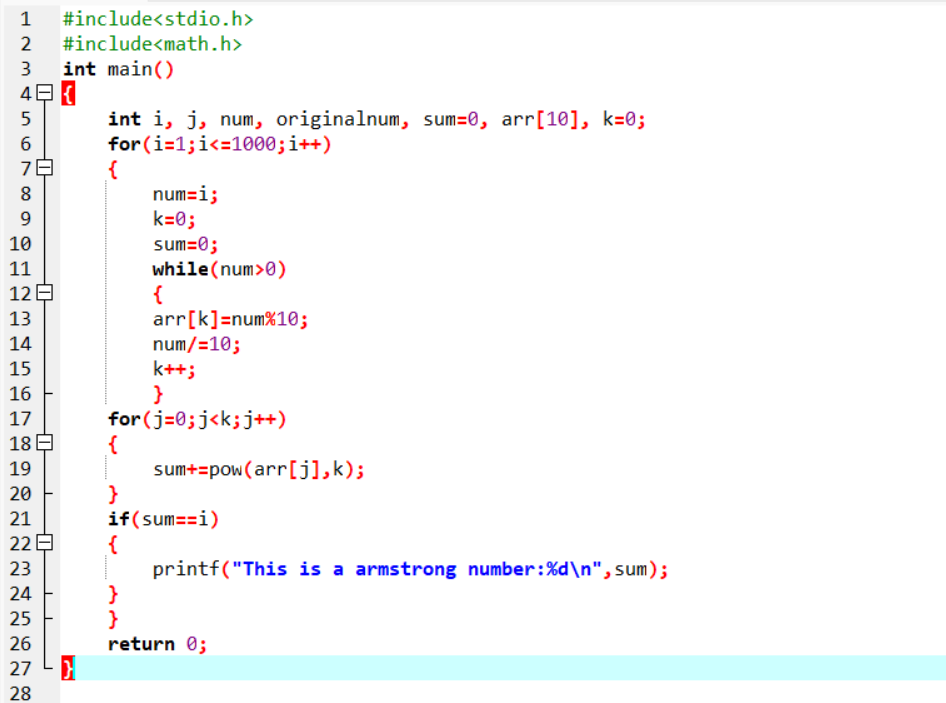 1 #include<stdio.h>
2 #include<math.h>
3 int main()
4 {
5 int i, j, num, originalnum, sum=0, arr[10], k=0;
6 for(i=1;i<=1000;i++)
7 {
8 num=i;
9 k=0;
10 sum=0;
11 while(num>0)
12 {
13 arr[k]=num%10;
14 num/=10;
15 k++;
16 }
17 for(j=0;j<k;j++)
18 {
19 sum+=pow(arr[j],k);
20 }
21 if(sum==i)
22 {
23 printf("This is a armstrong number:%d\n",sum);
24 }
25 }
26 return 0;
27 }
28